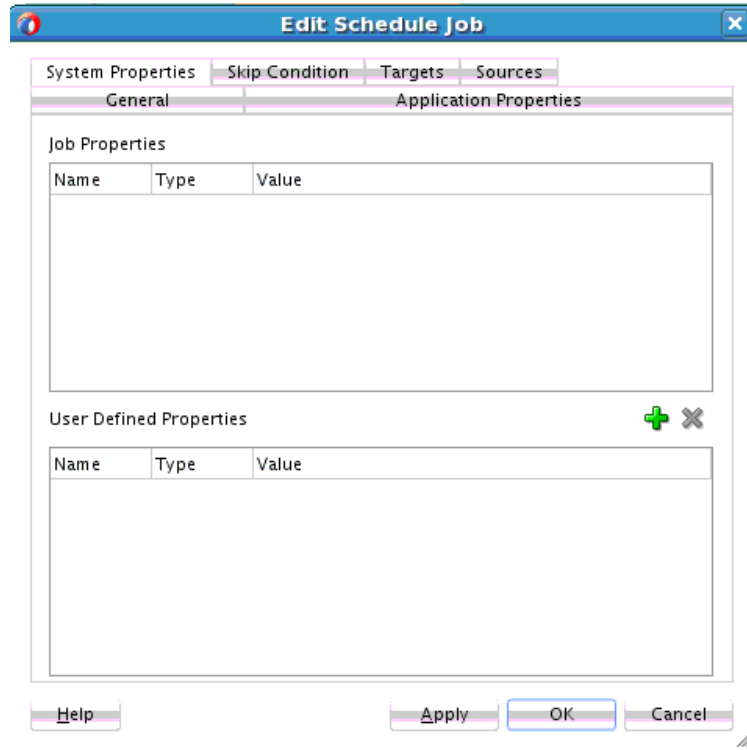 Edit Schedule Job
System Properties Skip Condition Targets Sources
General Application Properties
Job Properties
Name Type Value
User Defined Properties
Name Type Value
Help Apply OK Cancel